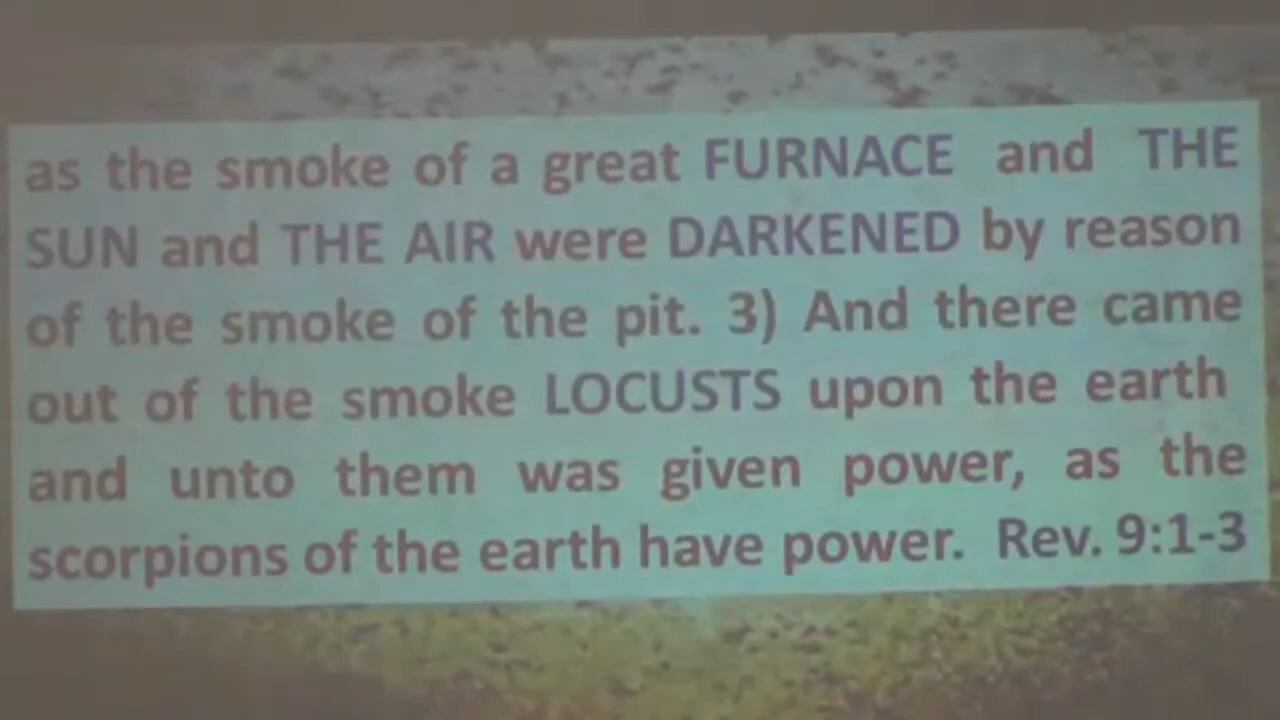 as the smoke of a great FURNACE and THE
SUN and THE AIR were DARKENED by reason
of the smoke of the pit. 3) And there came
out of the smoke LOCUSTS upon the earth
and unto them was given power, as the
scorpions of the earth have power. Rev. 9:1-3